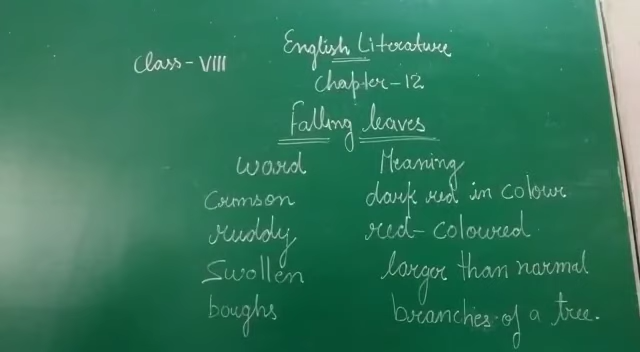 English Literature
Class - VIII
Chapter - 12
Falling leaves
Word Meaning
Crimson dark red in colour
ruddy red-coloured
Swollen larger than normal
boughs branches of a tree.